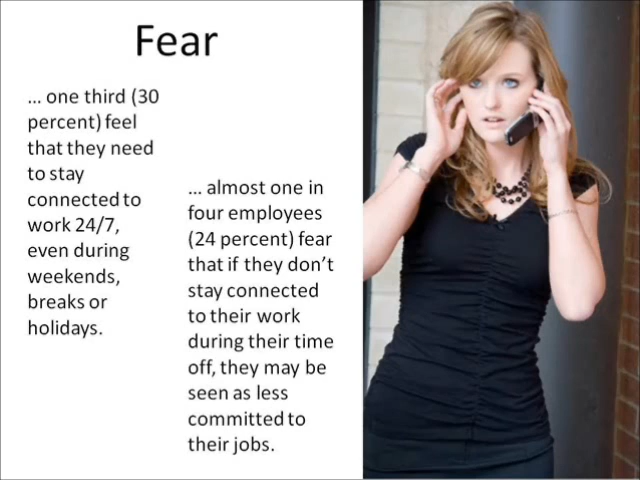 Fear
... one third (30
percent) feel
that they need
to stay
connected to
work 24/7,
even during
weekends,
breaks or
holidays.
... almost one in
four employees
(24 percent) fear
that if they don’t
stay connected
to their work
during their time
off, they may be
seen as less
committed to
their jobs.